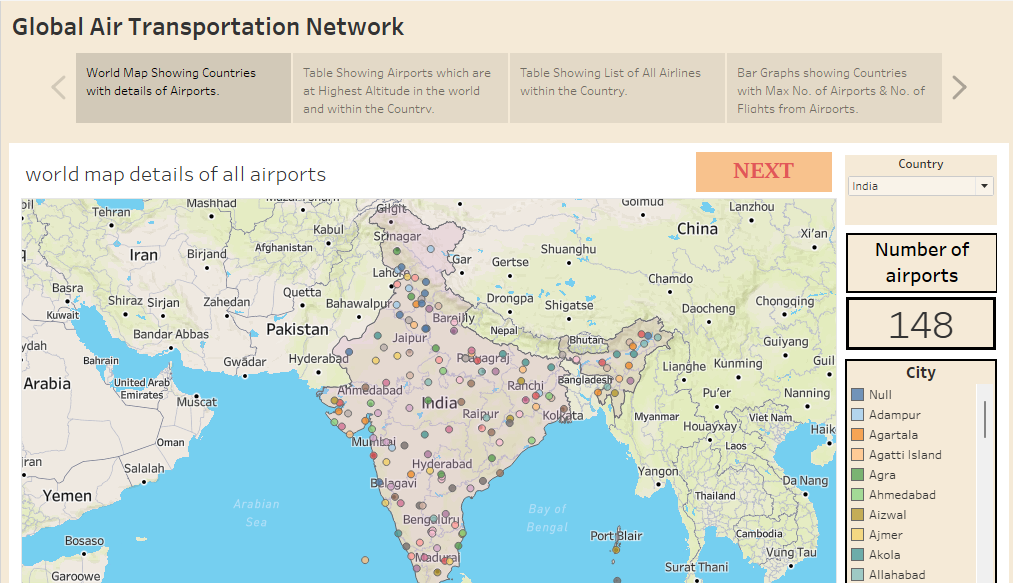 Global Air Transportation Network
World Map Showing Countries
with details of Airports.
Table Showing Airports which are
at Highest Altitude in the world
and within the Country.
Table Showing List of All Airlines
within the Country.
Bar Graphs showing Countries
with Max No. of Airports & No. of
Flights from Airports.
world map details of all airports
NEXT
Country
India
Number of
airports
148
City
Null
Adampur
Agartala
Agatti Island
Agra
Ahmedabad
Aizwal
Ajmer
Akola
Allahabad
Tehran
Mashhad
Kabul
Afghanistan
Iran
Birjand
Gilgit
Srinagar
Gar
Gertse
Golmud
China
Lanzhou
Xi'an
Shuanghu
Chamdo
Basra
Kuwait
Shiraz
Sirjan
Zahedan
Quetta
Bahawalpur
Drongpa
Shigatse
Daocheng
Chongqing
Bandar Abbas
Pakistan
Bareilly
Nepal
Jaipur
Bhutan
Guiyang
Bahrain
Gwadar
Hyderabad
Prayagraj
Lianghe
Kunming
Arabia
United Arab
Emirates
Muscat
Ahmedabad
India
Ranchi
Bangladesh
Pu'er
Nanning
Raipur
Kolkata
Myanmar
Houayxay
Viet Nam
Oman
Mumbai
Laos
Salalah
Hyderabad
Yangon
Da Nang
Yemen
Belagavi
Thailand
Arabian
Sea
Bengaluru
Bay of
Bengal
Port Blair
Cambodia
Bosaso
Madurai
Vung Tau
Garoowe
Surat Thani